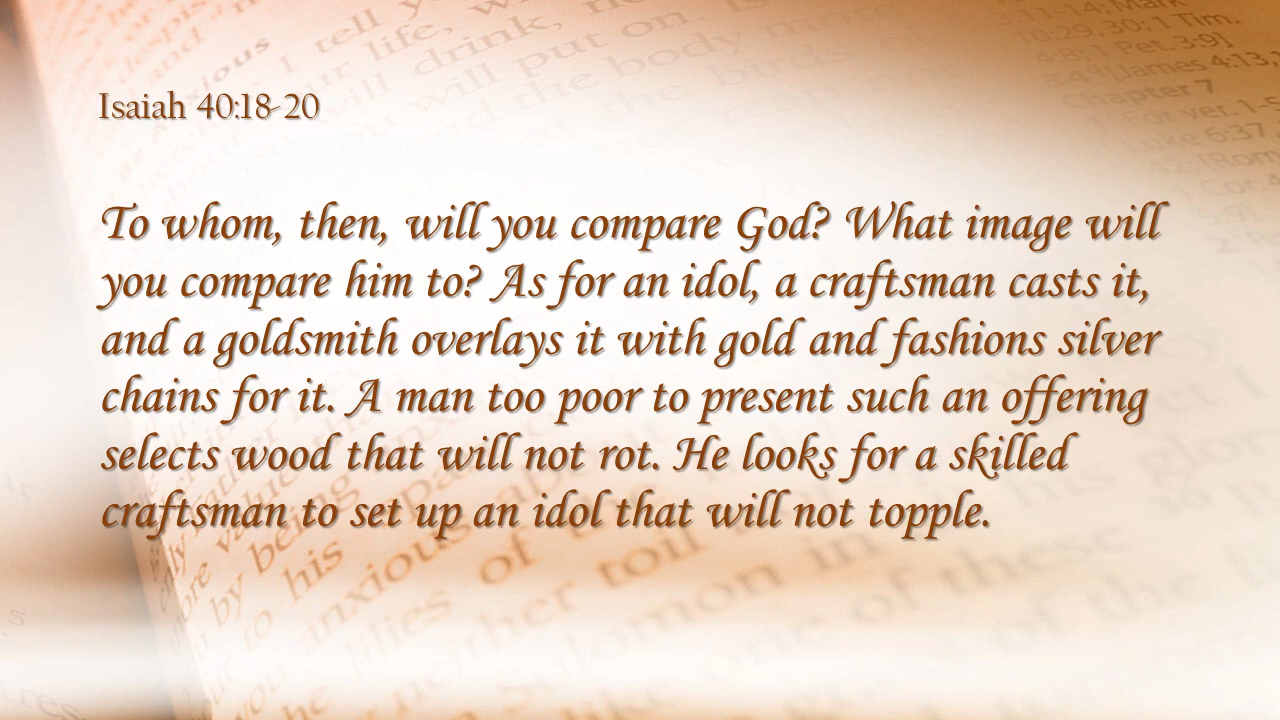 Isaiah 40:18-20
To whom, then, will you compare God? What image will
you compare him to? As for an idol, a craftsman casts it,
and a goldsmith overlays it with gold and fashions silver
chains for it. A man too poor to present such an offering
selects wood that will not rot. He looks for a skilled
craftsman to set up an idol that will not topple.